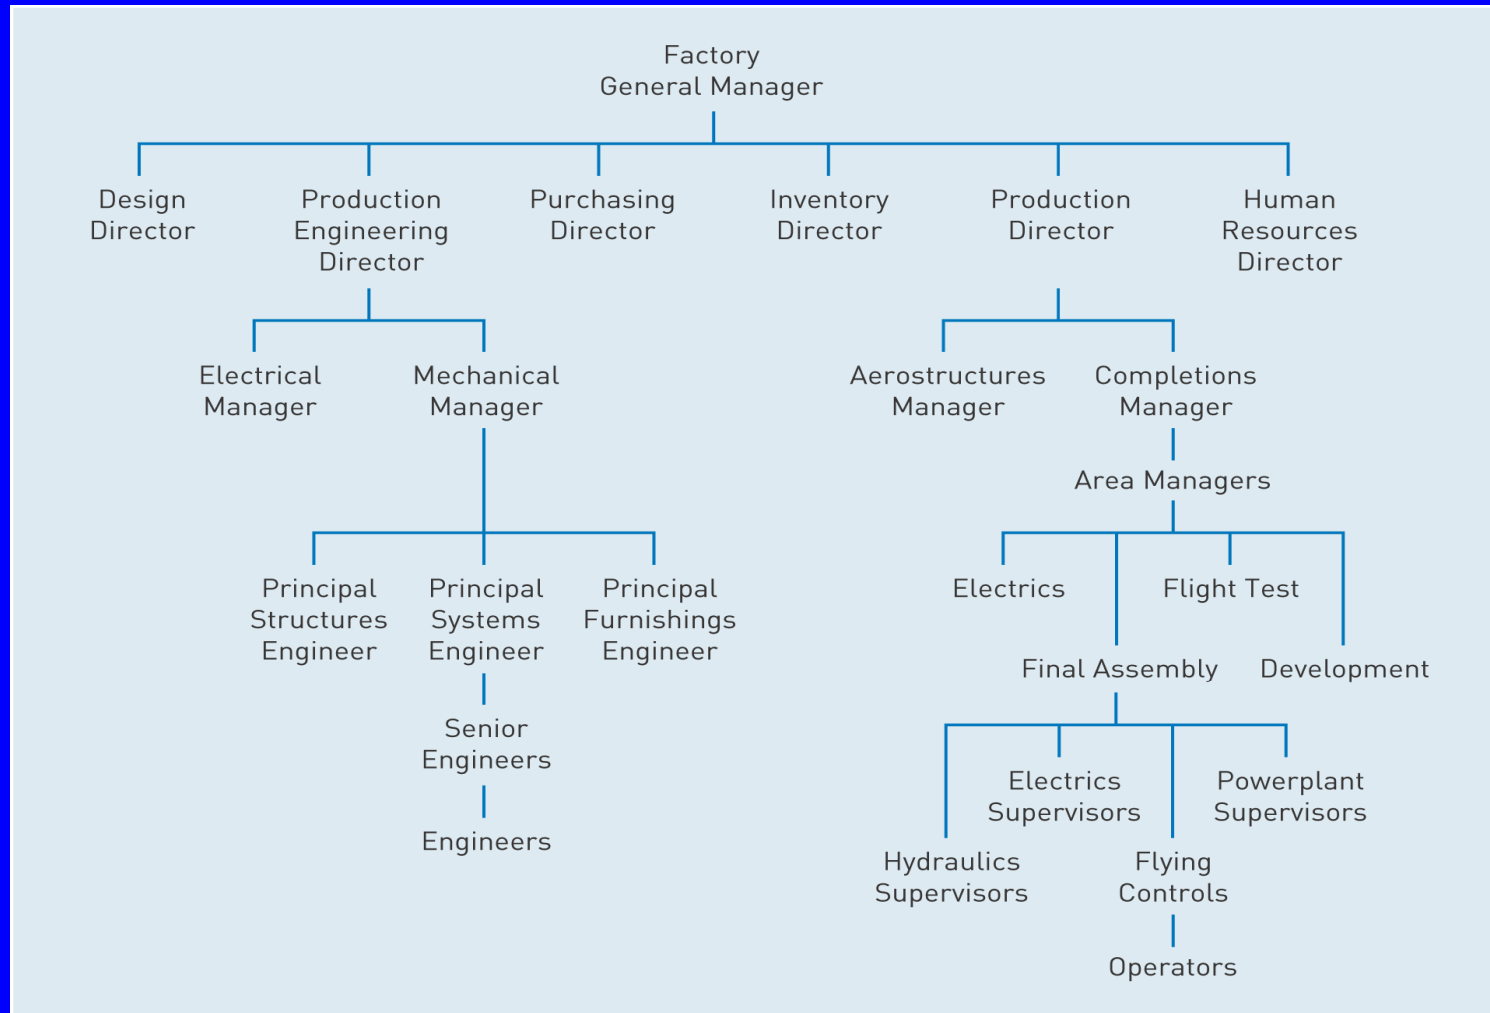 Factory
General Manager
Design
Director
Production
Engineering
Director
Purchasing
Director
Inventory
Director
Production
Director
Human
Resources
Director
Electrical
Manager
Mechanical
Manager
Aerostructures
Manager
Completions
Manager
Area Managers
Principal
Structures
Engineer
Principal
Systems
Engineer
Principal
Furnishings
Engineer
Electrics
Flight Test
Final Assembly
Development
Senior
Engineers
Engineers
Electrics
Supervisors
Powerplant
Supervisors
Hydraulics
Supervisors
Flying
Controls
Operators